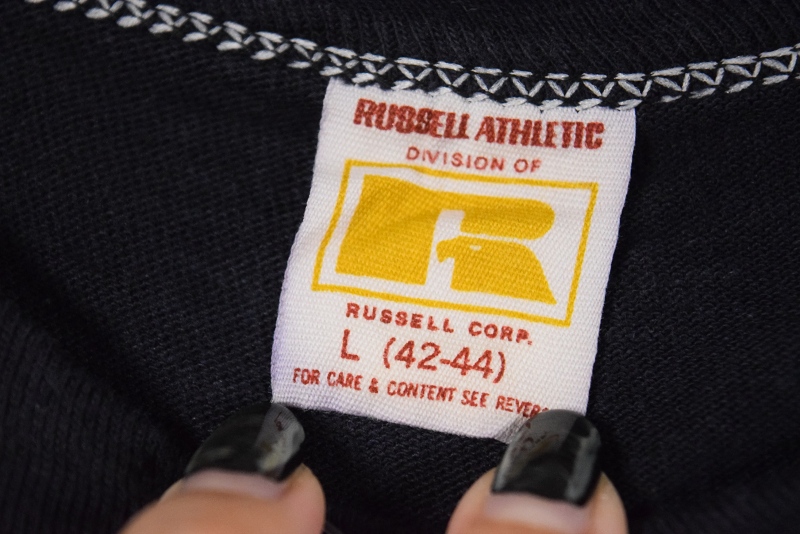 RUSSELL ATHLETIC
DIVISION OF
R
RUSSELL CORP.
L (42-44)
FOR CARE & CONTENT SEE